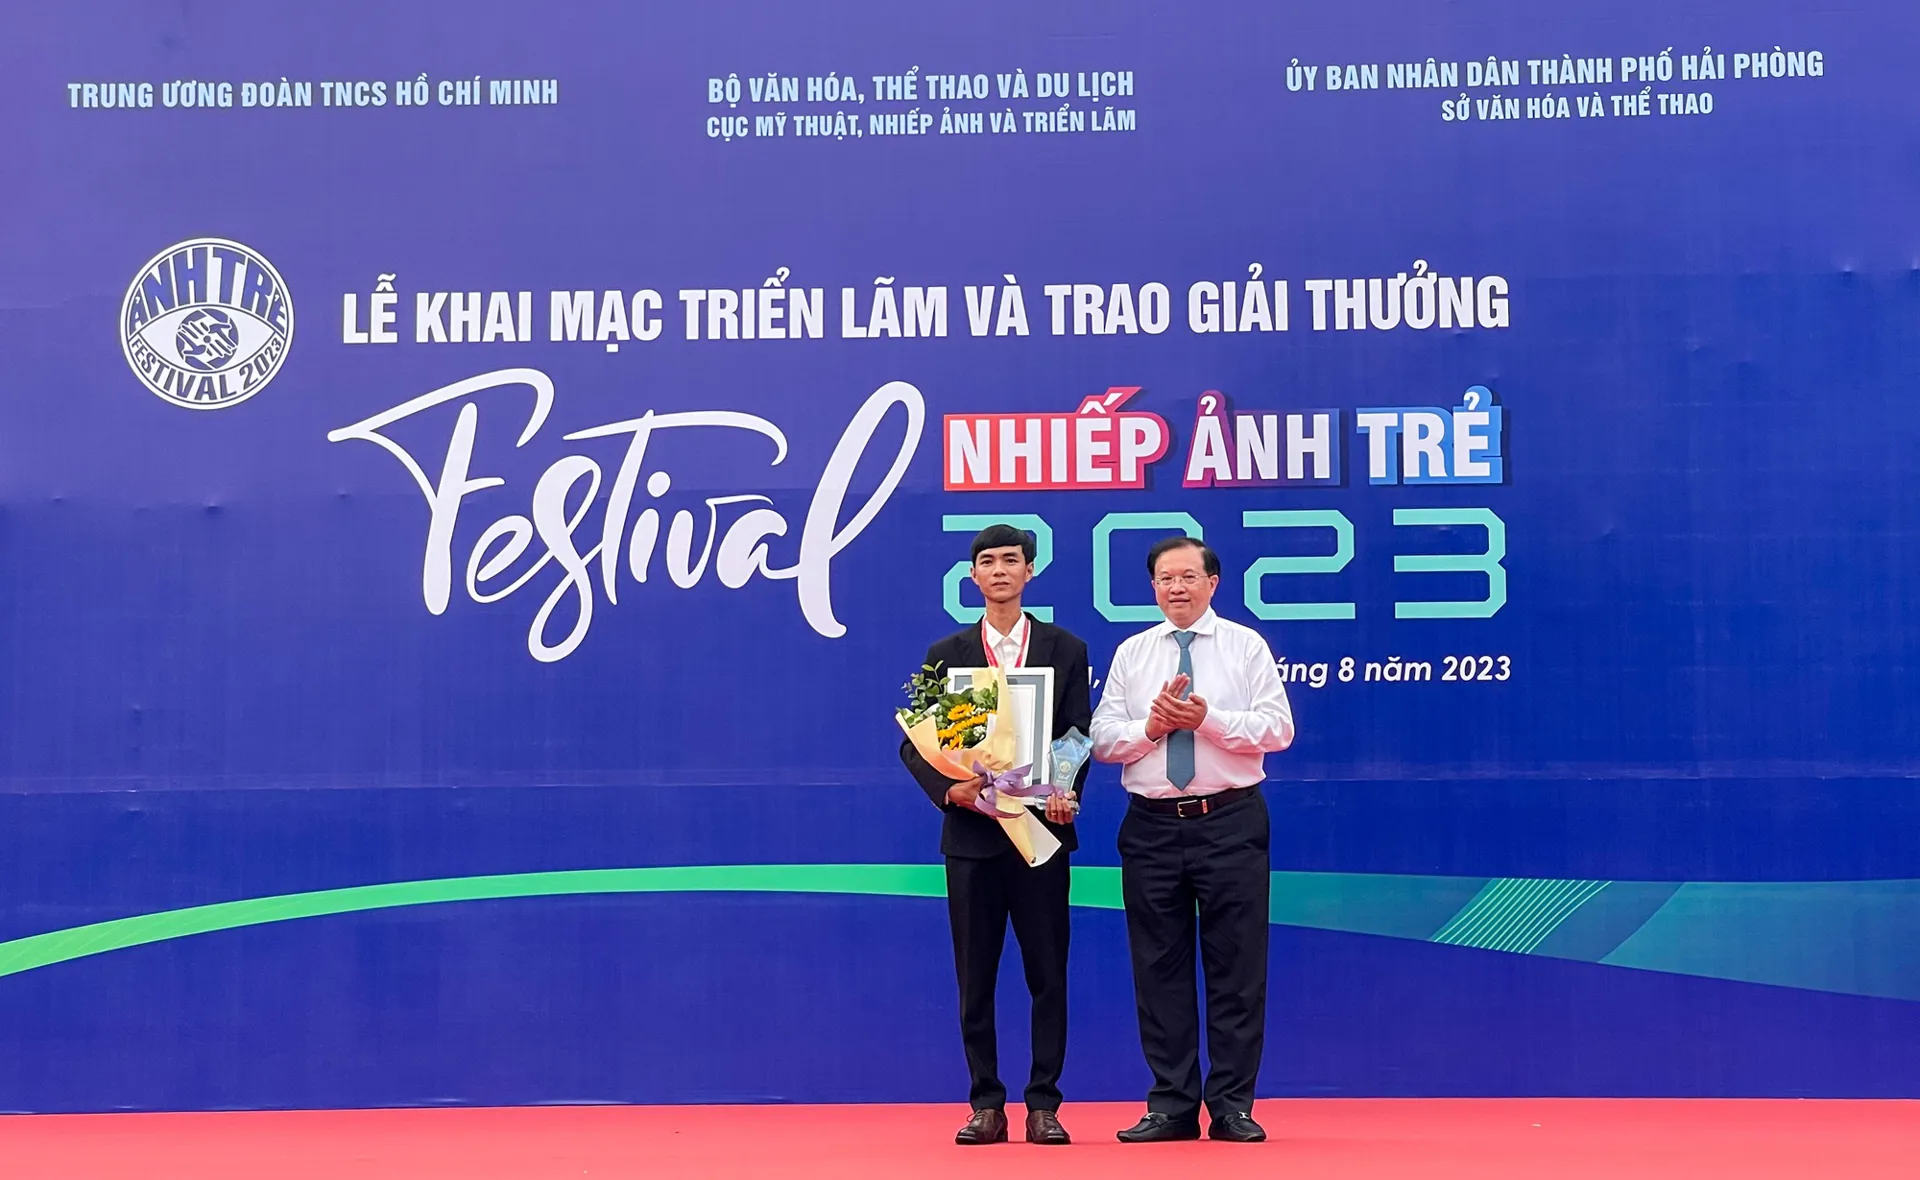 TRUNG ƯƠNG ĐOÀN TNCS HỒ CHÍ MINH
BỘ VĂN HÓA, THỂ THAO VÀ DU LỊCH
CỤC MỸ THUẬT, NHIẾP ẢNH VÀ TRIỂN LÃM
ỦY BAN NHÂN DÂN THÀNH PHỐ HẢI PHÒNG
SỞ VĂN HÓA VÀ THỂ THAO
ẢNH TRẺ
FESTIVAL 2023
LỄ KHAI MẠC TRIỂN LÃM VÀ TRAO GIẢI THƯỞNG
Festival
NHIẾP ẢNH TRẺ
2023
8 năm 2023